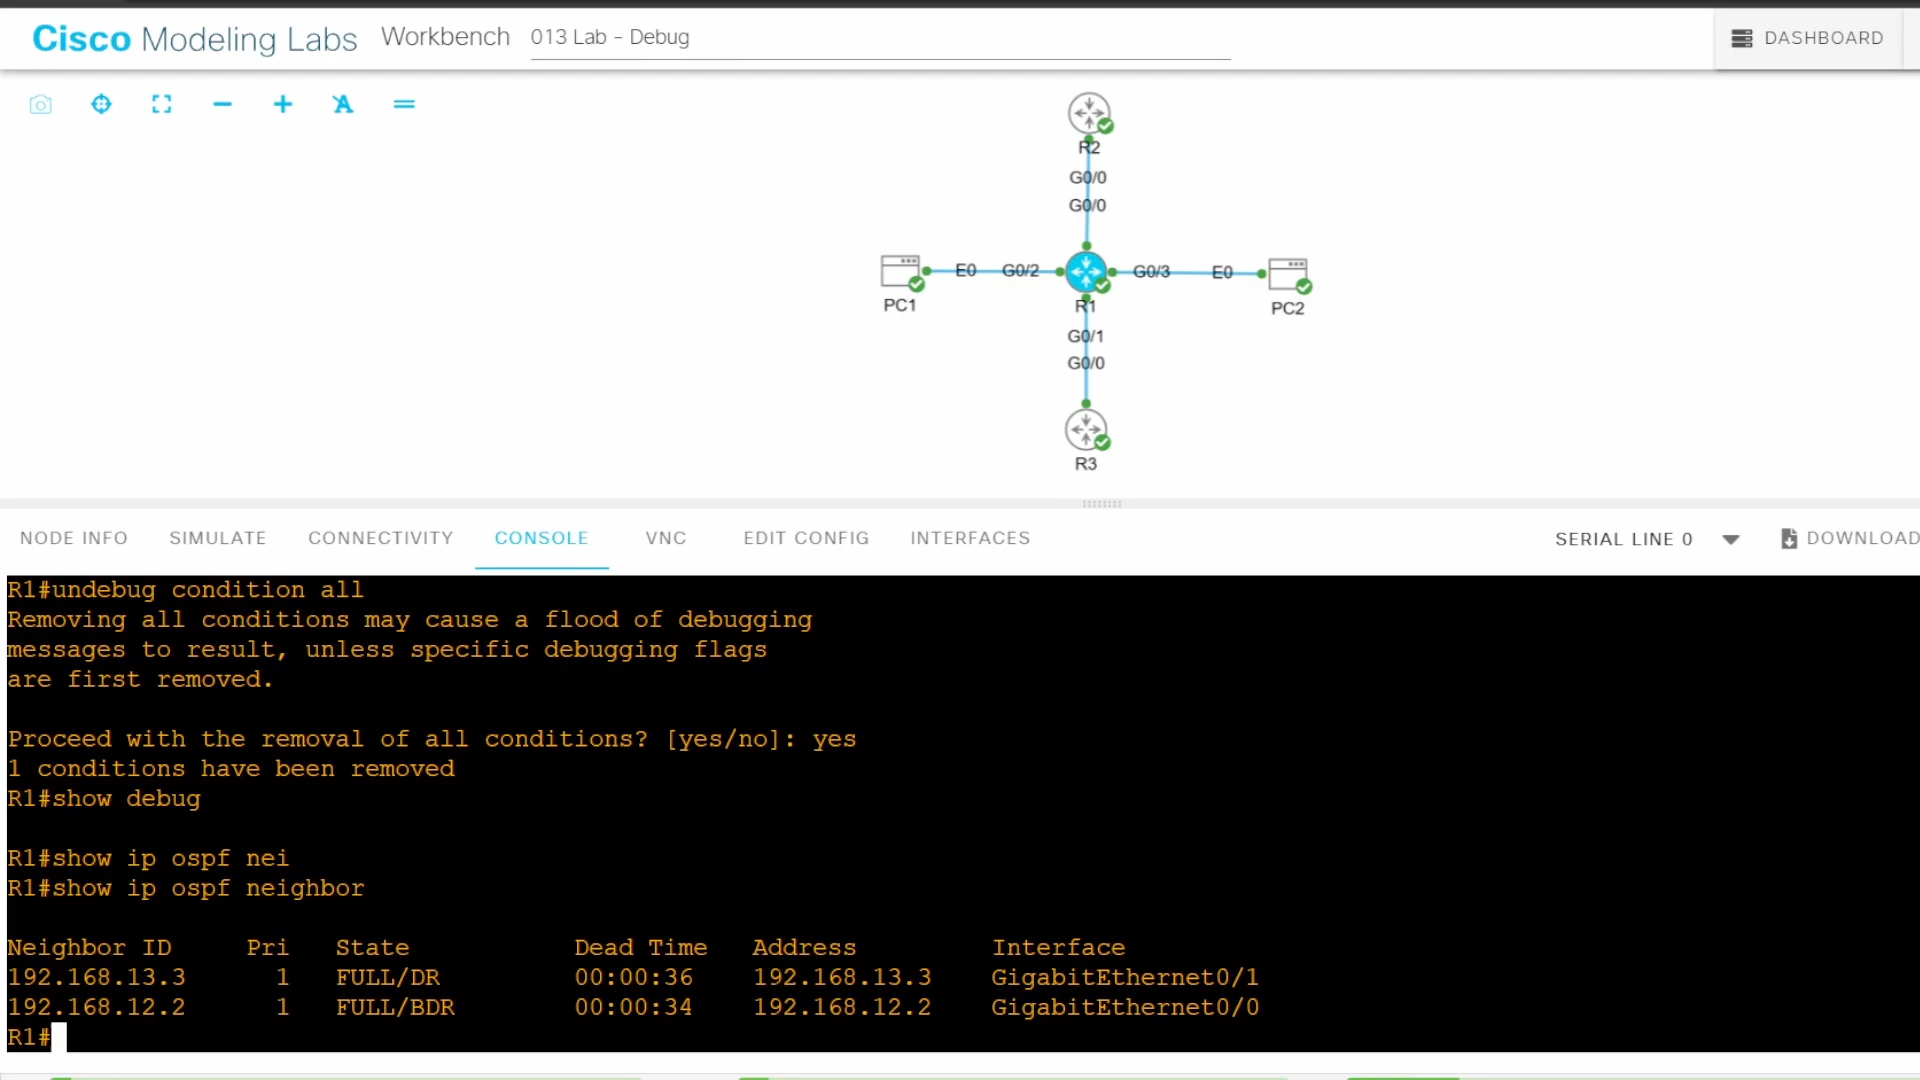 Cisco Modeling Labs Workbench 013 Lab - Debug DASHBOARD
R2
G0/0
G0/0
E0 G0/2 G0/3 E0
PC1 R1 PC2
G0/1
G0/0
R3
NODE INFO SIMULATE CONNECTIVITY CONSOLE VNC EDIT CONFIG INTERFACES SERIAL LINE 0 DOWNLOAD
R1#undebug condition all
Removing all conditions may cause a flood of debugging
messages to result, unless specific debugging flags
are first removed.
Proceed with the removal of all conditions? [yes/no]: yes
1 conditions have been removed
R1#show debug
R1#show ip ospf nei
R1#show ip ospf neighbor
Neighbor ID Pri State Dead Time Address Interface
192.168.13.3 1 FULL/DR 00:00:36 192.168.13.3 GigabitEthernet0/1
192.168.12.2 1 FULL/BDR 00:00:34 192.168.12.2 GigabitEthernet0/0
R1#